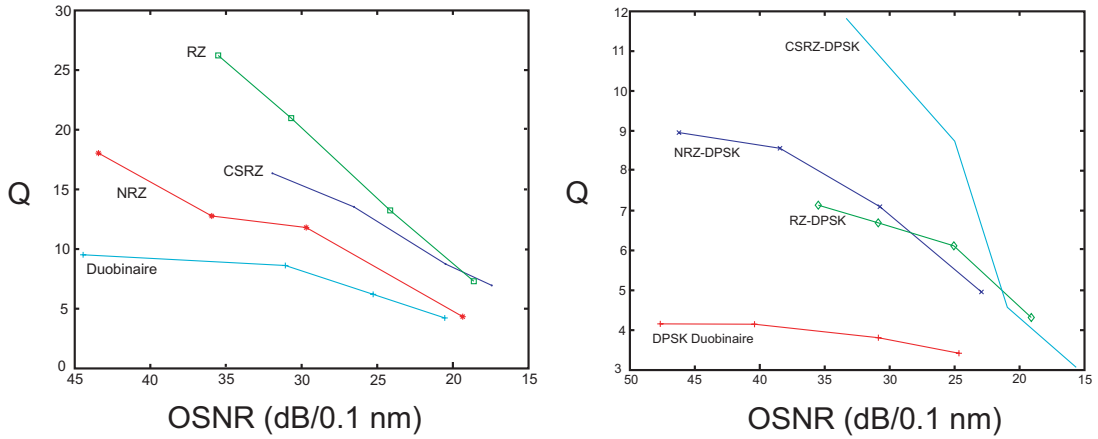 30
25
20
15
10
5
0
Q
RZ
CSRZ
NRZ
Duobinaire
45 40 35 30 25 20 15
OSNR (dB/0.1 nm)
12
11
10
9
8
7
6
5
4
3
Q
CSRZ-DPSK
NRZ-DPSK
RZ-DPSK
DPSK Duobinaire
50 45 40 35 30 25 20 15
OSNR (dB/0.1 nm)